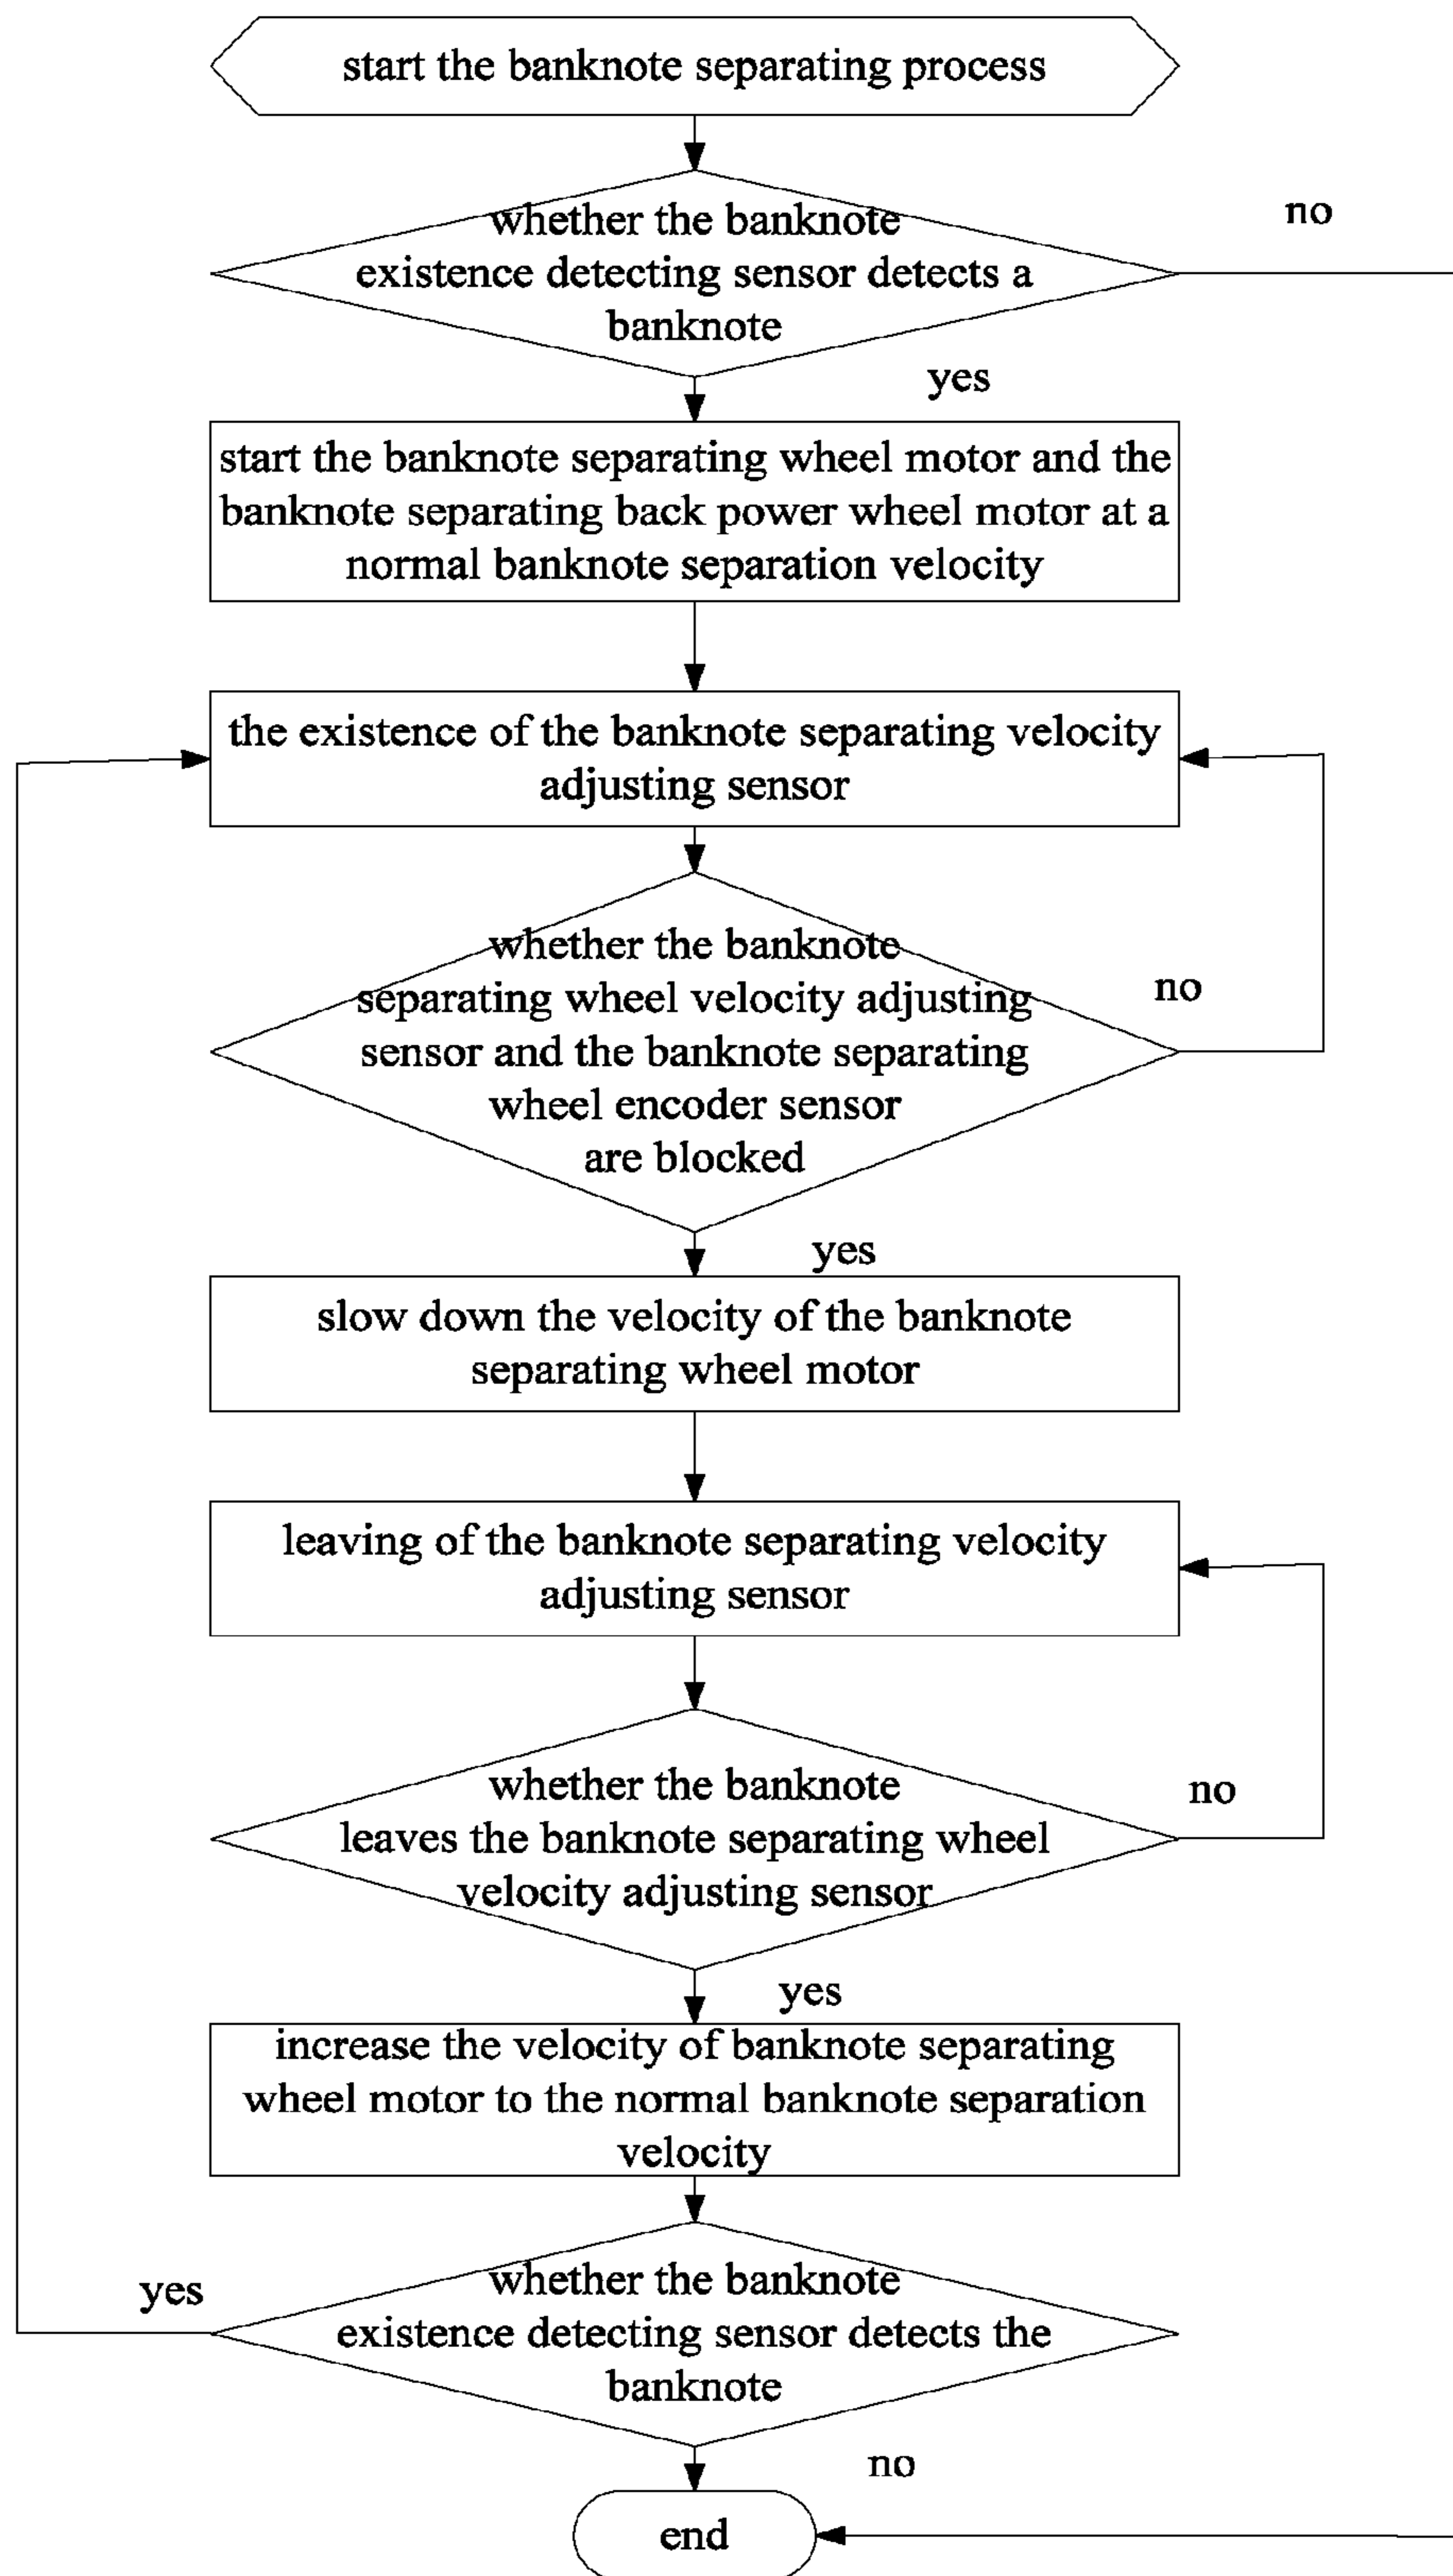 start the banknote separating process
whether the banknote
existence detecting sensor detects a
banknote
no
yes
start the banknote separating wheel motor and the
banknote separating back power wheel motor at a
normal banknote separation velocity
the existence of the banknote separating velocity
adjusting sensor
whether the banknote
separating wheel velocity adjusting
sensor and the banknote separating
wheel encoder sensor
are blocked
no
yes
slow down the velocity of the banknote
separating wheel motor
leaving of the banknote separating velocity
adjusting sensor
whether the banknote
leaves the banknote separating wheel
velocity adjusting sensor
no
yes
increase the velocity of banknote separating
wheel motor to the normal banknote separation
velocity
whether the banknote
existence detecting sensor detects the
banknote
yes
no
end